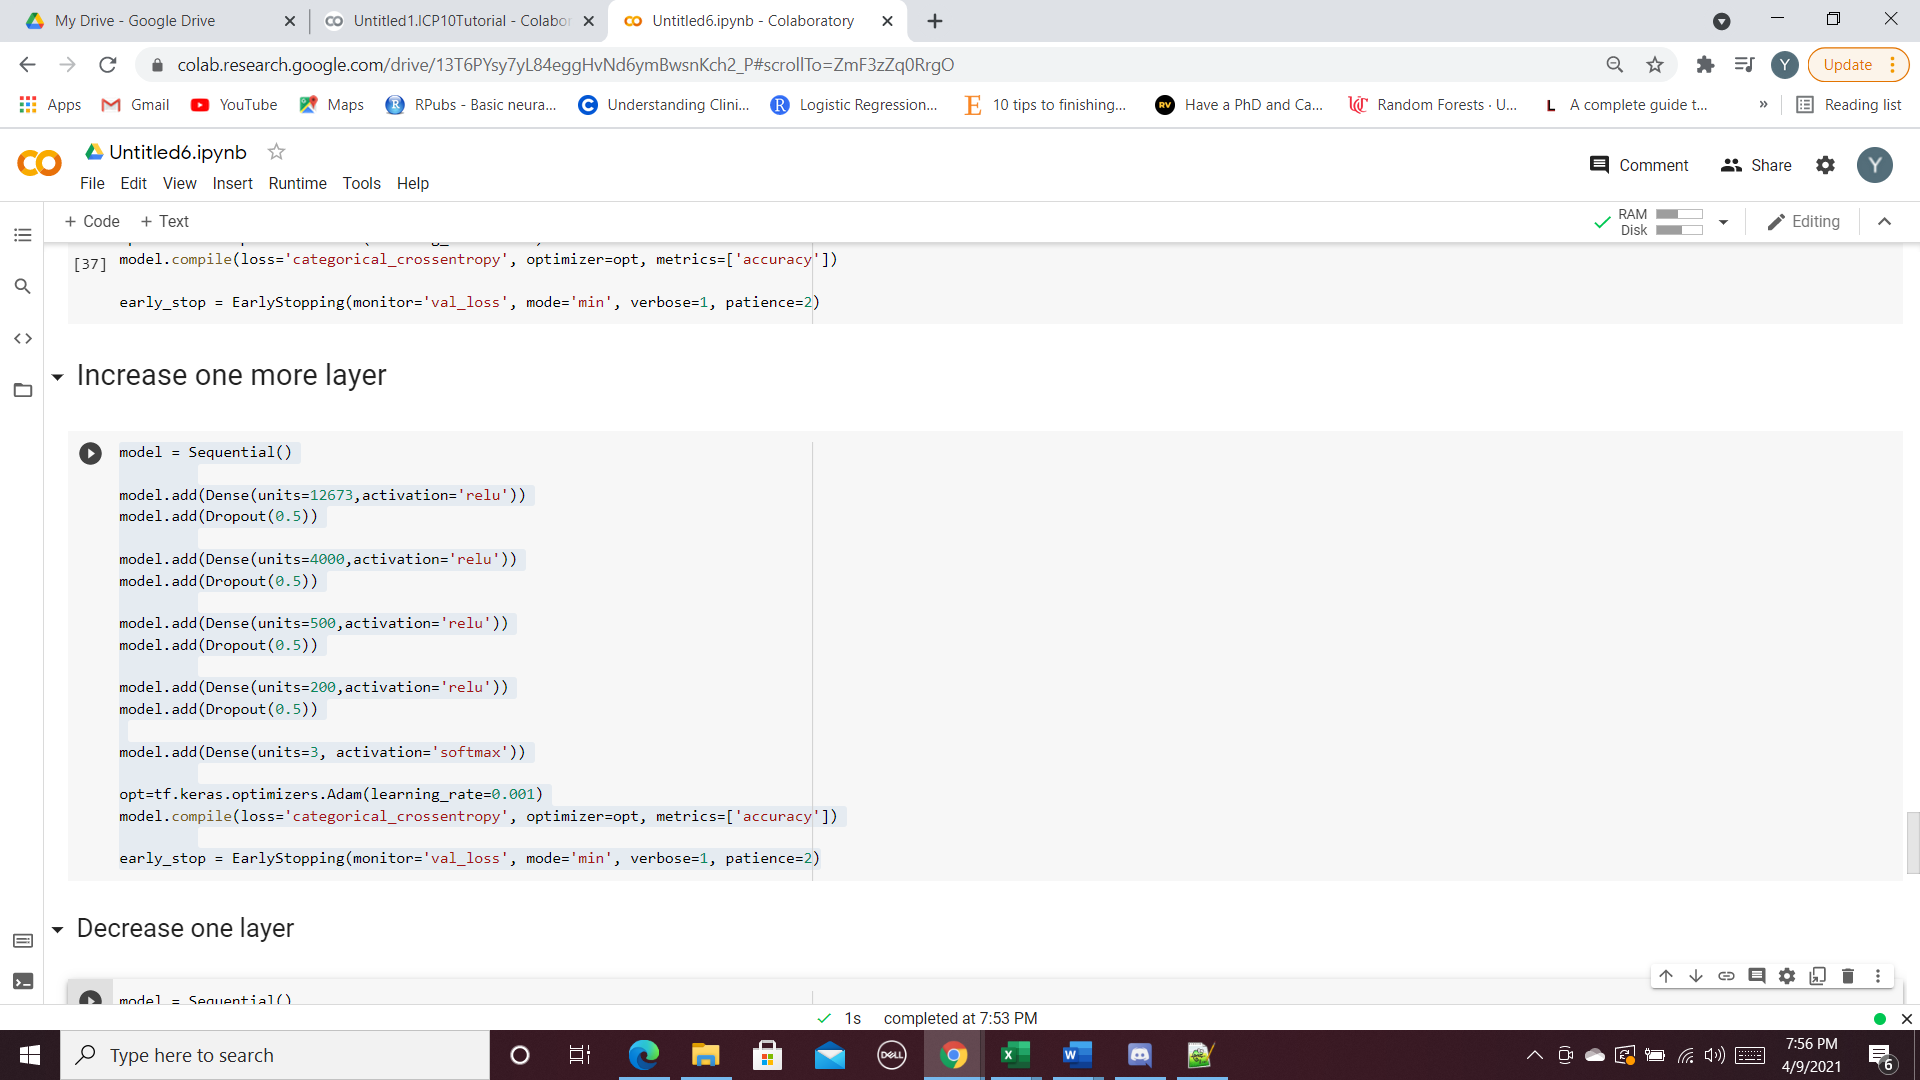 My Drive - Google Drive
Untitled1.ICP10Tutorial - Colabor
Untitled6.ipynb - Colaboratory
colab.research.google.com/drive/13T6PYsy7yL84eggHvNd6ymBwsnKch2_P#scrollTo=ZmF3zZq0RrgO
Y
Update
Apps
Gmail
YouTube
Maps
RPubs - Basic neura...
Understanding Clini...
Logistic Regression...
10 tips to finishing...
Have a PhD and Ca...
Random Forests · U...
A complete guide t...
»
Reading list
Untitled6.ipynb
File Edit View Insert Runtime Tools Help
Comment
Share
Y
+ Code + Text
RAM
Disk
Editing
[37]
model.compile(loss='categorical_crossentropy', optimizer=opt, metrics=['accuracy'])
early_stop = EarlyStopping(monitor='val_loss', mode='min', verbose=1, patience=2)
Increase one more layer
model = Sequential()
model.add(Dense(units=12673,activation='relu'))
model.add(Dropout(0.5))
model.add(Dense(units=4000,activation='relu'))
model.add(Dropout(0.5))
model.add(Dense(units=500,activation='relu'))
model.add(Dropout(0.5))
model.add(Dense(units=200,activation='relu'))
model.add(Dropout(0.5))
model.add(Dense(units=3, activation='softmax'))
opt=tf.keras.optimizers.Adam(learning_rate=0.001)
model.compile(loss='categorical_crossentropy', optimizer=opt, metrics=['accuracy'])
early_stop = EarlyStopping(monitor='val_loss', mode='min', verbose=1, patience=2)
Decrease one layer
model = Sequential()
1s completed at 7:53 PM
Type here to search
DELL
7:56 PM
4/9/2021
6